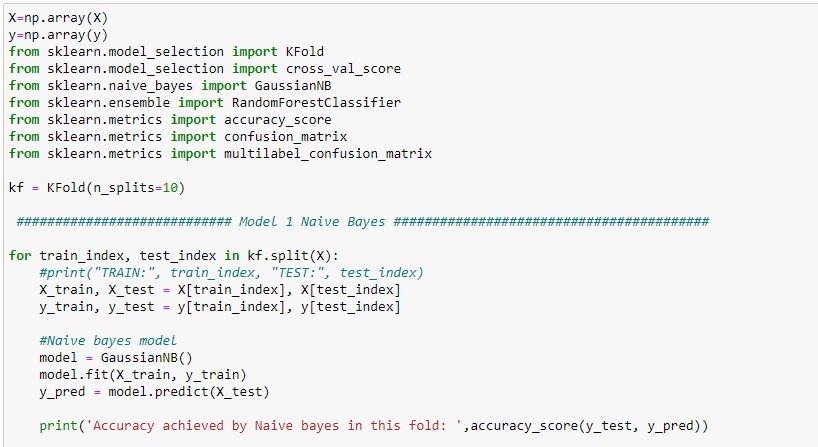 X=np.array(X)
y=np.array(y)
from sklearn.model_selection import KFold
from sklearn.model_selection import cross_val_score
from sklearn.naive_bayes import GaussianNB
from sklearn.ensemble import RandomForestClassifier
from sklearn.metrics import accuracy_score
from sklearn.metrics import confusion_matrix
from sklearn.metrics import multilabel_confusion_matrix

kf = KFold(n_splits=10)

 ############################ Model 1 Naive Bayes #########################################

for train_index, test_index in kf.split(X):
    #print("TRAIN:", train_index, "TEST:", test_index)
    X_train, X_test = X[train_index], X[test_index]
    y_train, y_test = y[train_index], y[test_index]

    #Naive bayes model
    model = GaussianNB()
    model.fit(X_train, y_train)
    y_pred = model.predict(X_test)

    print('Accuracy achieved by Naive bayes in this fold: ',accuracy_score(y_test, y_pred))